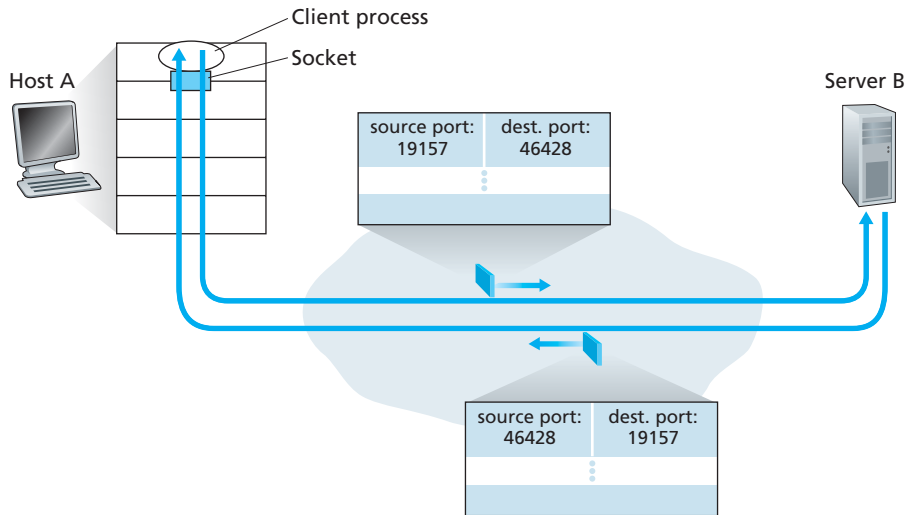 Client process
Socket
Host A
Server B
source port:
19157
dest. port:
46428
source port:
46428
dest. port:
19157